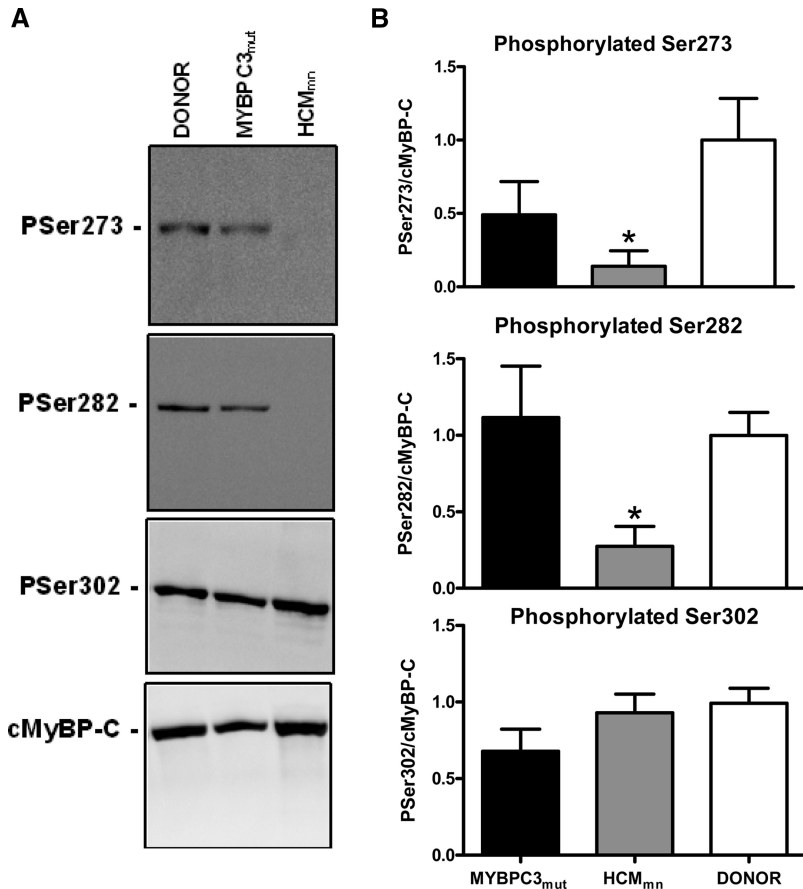 A
DONOR
MYBPC3mut
HCMmn
PSer273 -
PSer282 -
PSer302 -
cMyBP-C -
B
Phosphorylated Ser273
PSer273/cMyBP-C
1.5
1.0
0.5
0.0
*
Phosphorylated Ser282
PSer282/cMyBP-C
1.5
1.0
0.5
0.0
*
Phosphorylated Ser302
PSer302/cMyBP-C
1.5
1.0
0.5
0.0
MYBPC3mut HCMmn DONOR